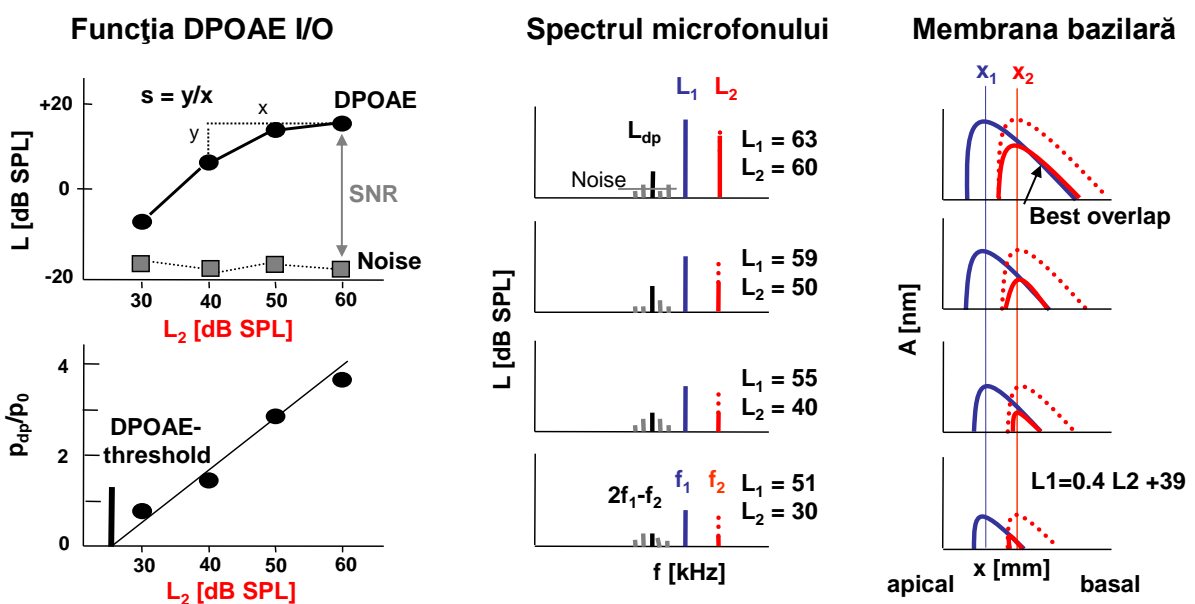 Funcţia DPOAE I/O
L [dB SPL]
+20
0
-20
s = y/x
x
y
DPOAE
SNR
Noise
30 40 50 60
L2 [dB SPL]
pdp/p0
4
2
0
DPOAE-
threshold
30 40 50 60
L2 [dB SPL]
Spectrul microfonului
L [dB SPL]
L1 L2
Ldp
Noise
L1 = 63
L2 = 60
L1 = 59
L2 = 50
L1 = 55
L2 = 40
2f1-f2 f1 f2
L1 = 51
L2 = 30
f [kHz]
Membrana bazilară
x1 x2
Best overlap
A [nm]
L1=0.4 L2 +39
apical x [mm] basal